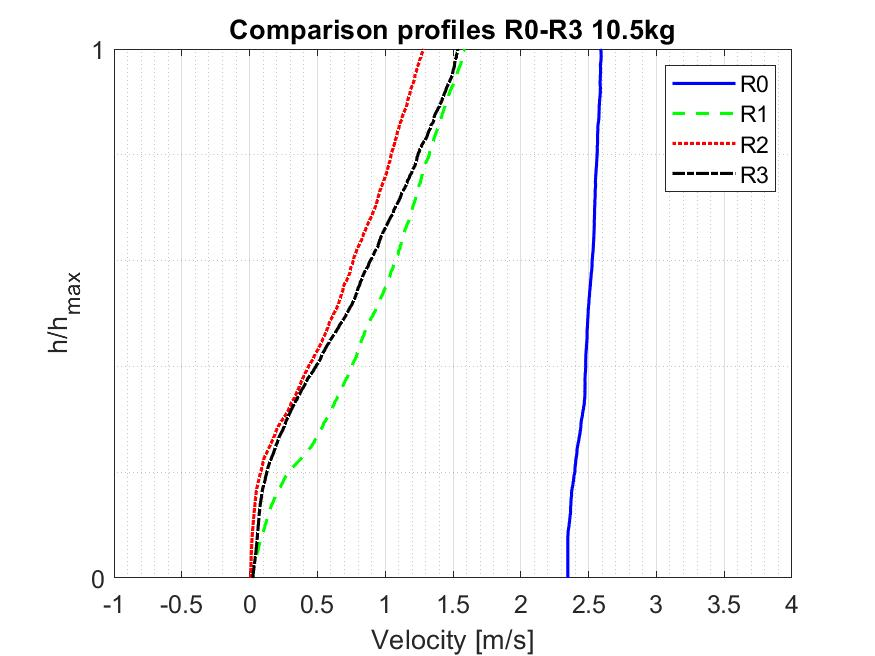 Comparison profiles R0-R3 10.5kg
1
R0
R1
R2
R3
h/hmax
0
-1 -0.5 0 0.5 1 1.5 2 2.5 3 3.5 4
Velocity [m/s]